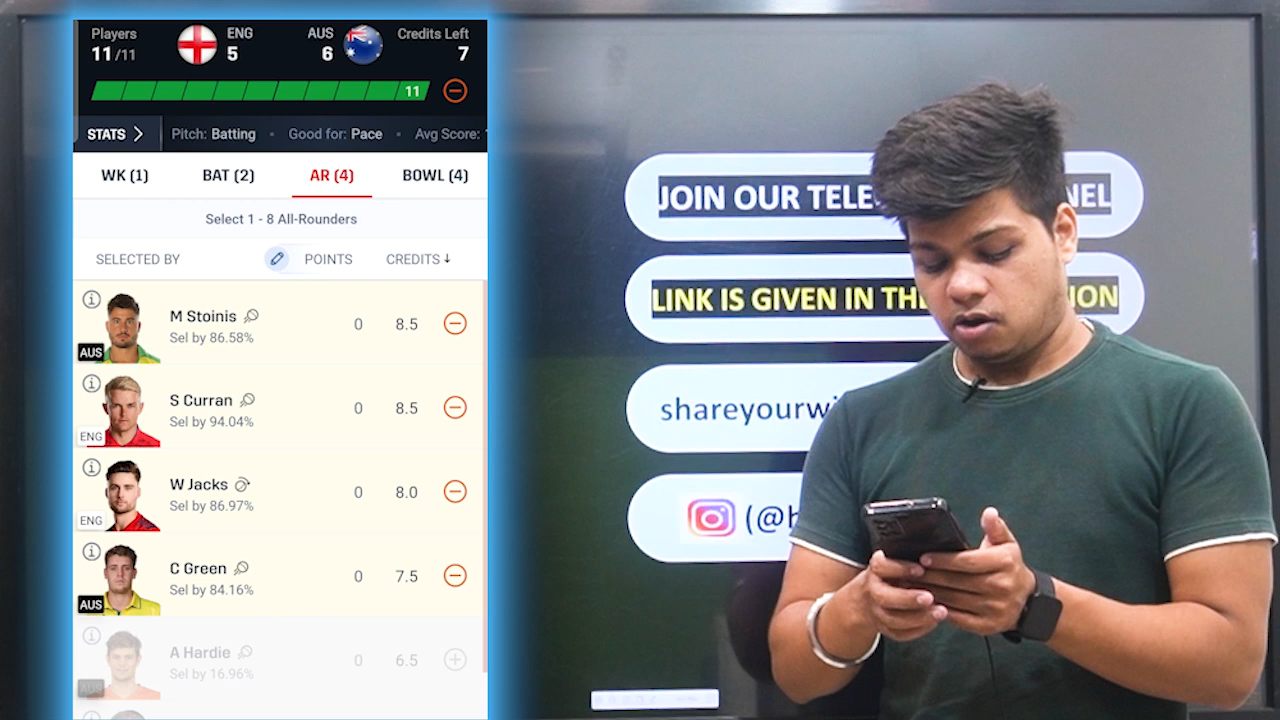 Players
11/11
ENG
5
AUS
6
Credits Left
7
11
STATS
Pitch: Batting • Good for: Pace • Avg Score:
WK (1)
BAT (2)
AR (4)
BOWL (4)
Select 1 - 8 All-Rounders
SELECTED BY
POINTS
CREDITS↓
M Stoinis
Sel by 86.58%
0
8.5
AUS
S Curran
Sel by 94.04%
0
8.5
ENG
W Jacks
Sel by 86.97%
0
8.0
ENG
C Green
Sel by 84.16%
0
7.5
AUS
A Hardie
Sel by 16.96%
0
6.5
AUS
JOIN OUR TELE NEL
LINK IS GIVEN IN THE ION
shareyourwi
(@h